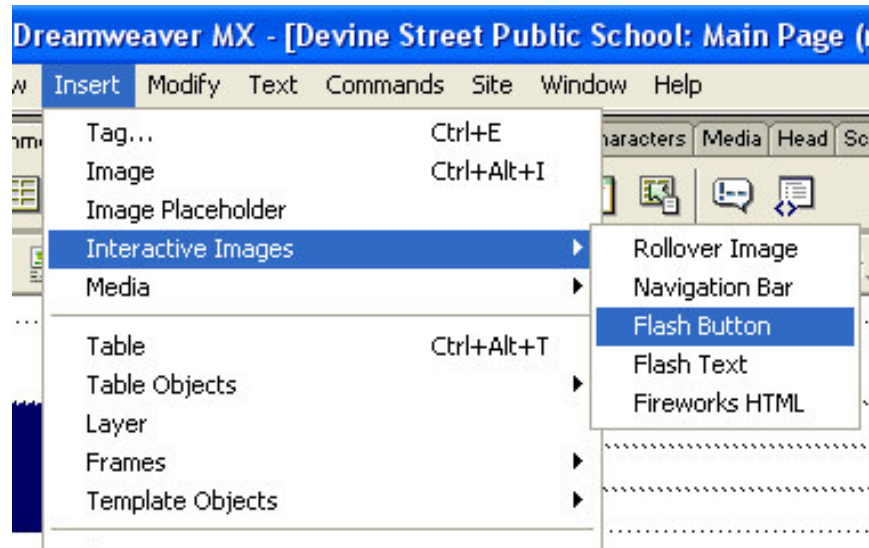 Dreamweaver MX - [Devine Street Public School: Main Page (
Insert Modify Text Commands Site Window Help
Tag... Ctrl+E
Characters Media Head
Image Ctrl+Alt+I
Image Placeholder
Interactive Images
Rollover Image
Media
Navigation Bar
Flash Button
Table Ctrl+Alt+T
Flash Text
Table Objects
Fireworks HTML
Layer
Frames
Template Objects